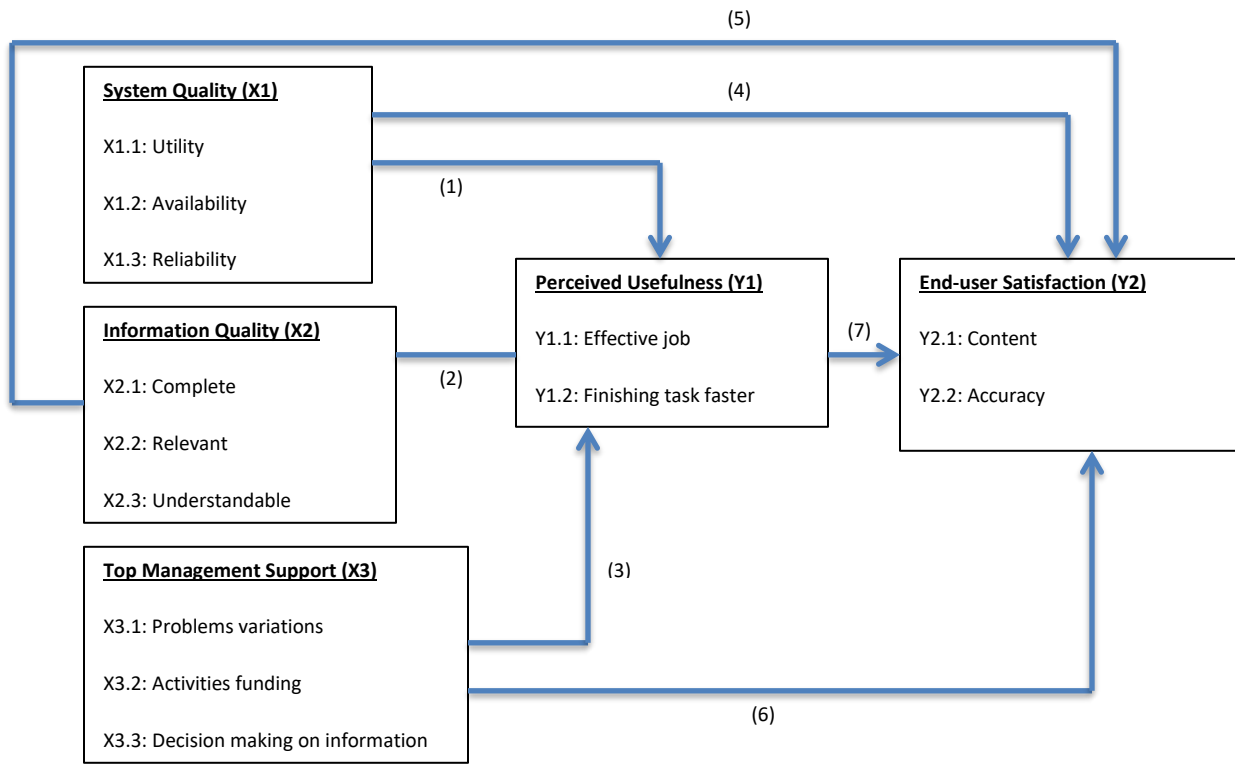 (5)
System Quality (X1)
X1.1: Utility
X1.2: Availability
X1.3: Reliability
(4)
(1)
Information Quality (X2)
X2.1: Complete
X2.2: Relevant
X2.3: Understandable
(2)
Perceived Usefulness (Y1)
Y1.1: Effective job
Y1.2: Finishing task faster
(7)
End-user Satisfaction (Y2)
Y2.1: Content
Y2.2: Accuracy
Top Management Support (X3)
X3.1: Problems variations
X3.2: Activities funding
X3.3: Decision making on information
(3)
(6)